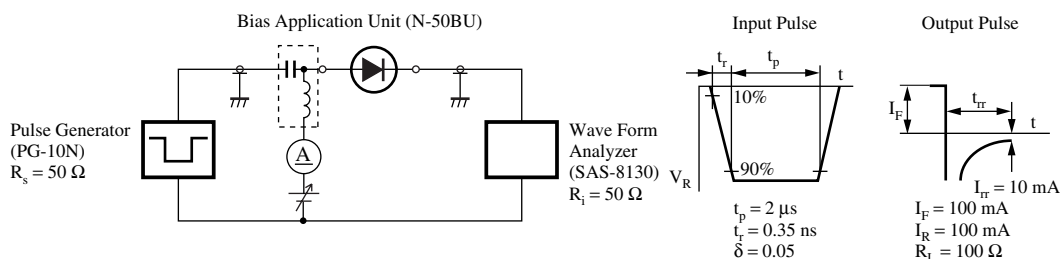 Bias Application Unit (N-50BU)
A
Pulse Generator
(PG-10N)
R_s = 50 Ω
Wave Form
Analyzer
(SAS-8130)
R_i = 50 Ω
Input Pulse
t_r
t_p
t
10%
90%
V_R
t_p = 2 μs
t_r = 0.35 ns
δ = 0.05
Output Pulse
I_F
t_rr
t
I_rr = 10 mA
I_F = 100 mA
I_R = 100 mA
R_L = 100 Ω